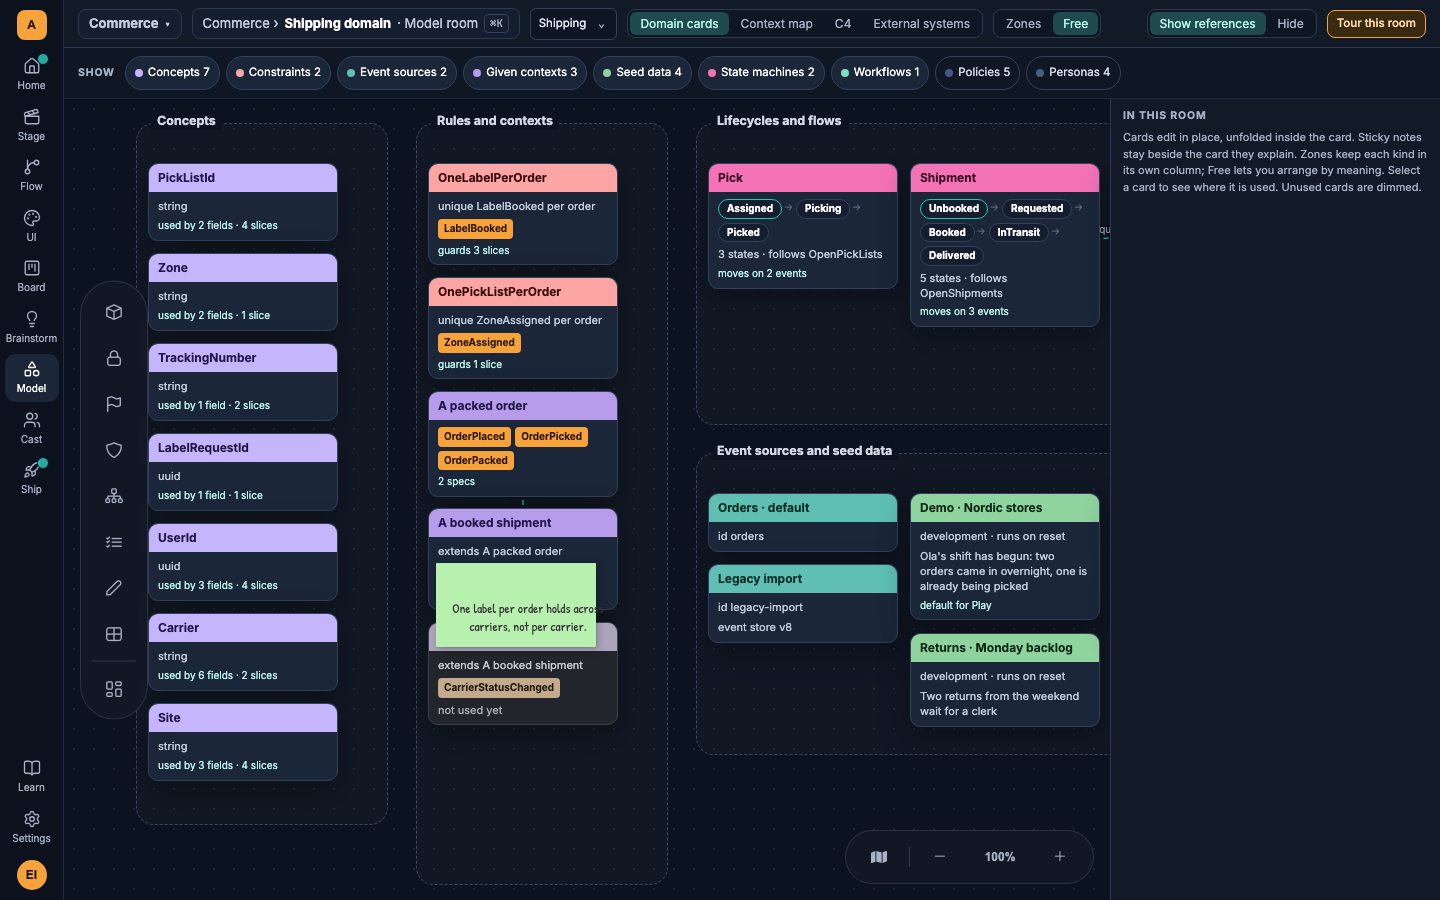 A
Commerce
Commerce › Shipping domain · Model room ⌘K
Shipping
Domain cards
Context map
C4
External systems
Zones
Free
Show references
Hide
Tour this room
Home
Stage
Flow
UI
Board
Brainstorm
Model
Cast
Ship
Learn
Settings
EI
SHOW
Concepts 7
Constraints 2
Event sources 2
Given contexts 3
Seed data 4
State machines 2
Workflows 1
Policies 5
Personas 4
Concepts
PickListId
string
used by 2 fields · 4 slices
Zone
string
used by 2 fields · 1 slice
TrackingNumber
string
used by 1 field · 2 slices
LabelRequestId
uuid
used by 1 field · 1 slice
UserId
uuid
used by 3 fields · 4 slices
Carrier
string
used by 6 fields · 2 slices
Site
string
used by 3 fields · 4 slices
Rules and contexts
OneLabelPerOrder
unique LabelBooked per order
LabelBooked
guards 3 slices
OnePickListPerOrder
unique ZoneAssigned per order
ZoneAssigned
guards 1 slice
A packed order
OrderPlaced OrderPicked
OrderPacked
2 specs
A booked shipment
extends A packed order
One label per order holds across
carriers, not per carrier.
extends A booked shipment
CarrierStatusChanged
not used yet
Lifecycles and flows
Pick
Assigned → Picking →
Picked
3 states · follows OpenPickLists
moves on 2 events
Shipment
Unbooked → Requested →
Booked → InTransit →
Delivered
5 states · follows
OpenShipments
moves on 3 events
Event sources and seed data
Orders · default
id orders
Legacy import
id legacy-import
event store v8
Demo · Nordic stores
development · runs on reset
Ola's shift has begun: two
orders came in overnight, one is
already being picked
default for Play
Returns · Monday backlog
development · runs on reset
Two returns from the weekend
wait for a clerk
100%
IN THIS ROOM
Cards edit in place, unfolded inside the card. Sticky notes
stay beside the card they explain. Zones keep each kind in
its own column; Free lets you arrange by meaning. Select
a card to see where it is used. Unused cards are dimmed.